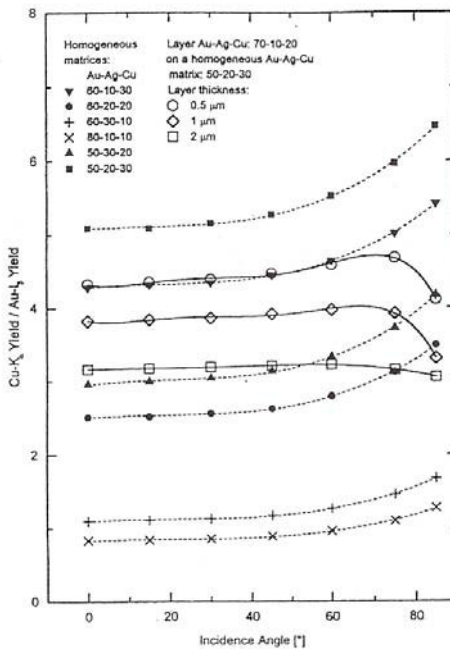 8
6
4
2
0
Cu-Kα Yield / Au-Lβ Yield
Homogeneous
matrices:
Au-Ag-Cu
60-10-30
60-20-20
60-30-10
80-10-10
50-30-20
50-20-30
Layer Au-Ag-Cu: 70-10-20
on a homogeneous Au-Ag-Cu
matrix: 50-20-30
Layer thickness:
0.5 µm
1 µm
2 µm
0 20 40 60 80
Incidence Angle [°]